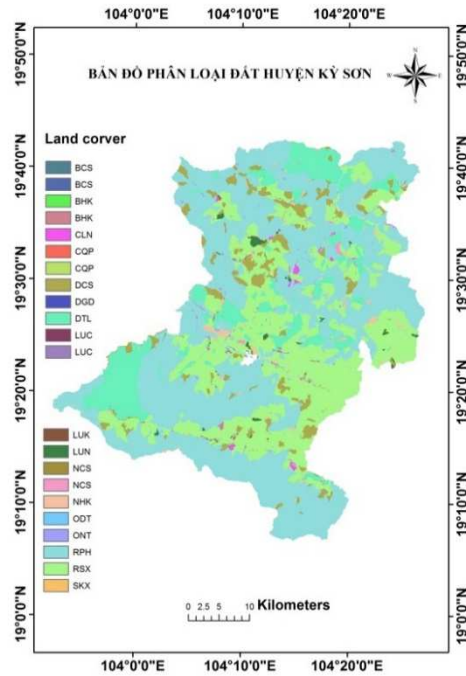 104°0'0"E 104°10'0"E 104°20'0"E
19°50'0"N 19°50'0"N
BẢN ĐỒ PHÂN LOẠI ĐẤT HUYỆN KỲ SƠN
N
W E
S
Land corver
19°40'0"N 19°40'0"N
BCS
BCS
BHK
BHK
CLN
CQP
CQP
DCS
DGD
DTL
LUC
LUC
19°30'0"N 19°30'0"N
19°20'0"N 19°20'0"N
LUK
LUN
NCS
NCS
NHK
ODT
ONT
RPH
RSX
SKX
19°10'0"N 19°10'0"N
0 2.5 5 10 Kilometers
19°0'0"N 19°0'0"N
104°0'0"E 104°10'0"E 104°20'0"E